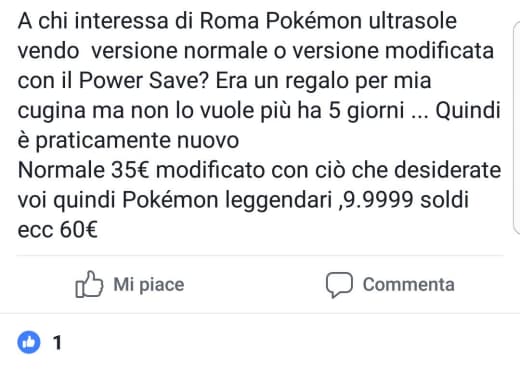 A chi interessa di Roma Pokémon ultrasole
vendo  versione normale o versione modificata
con il Power Save? Era un regalo per mia
cugina ma non lo vuole più ha 5 giorni ... Quindi
è praticamente nuovo
Normale 35€ modificato con ciò che desiderate
voi quindi Pokémon leggendari ,9.9999 soldi
ecc 60€
Mi piace
Commenta
1